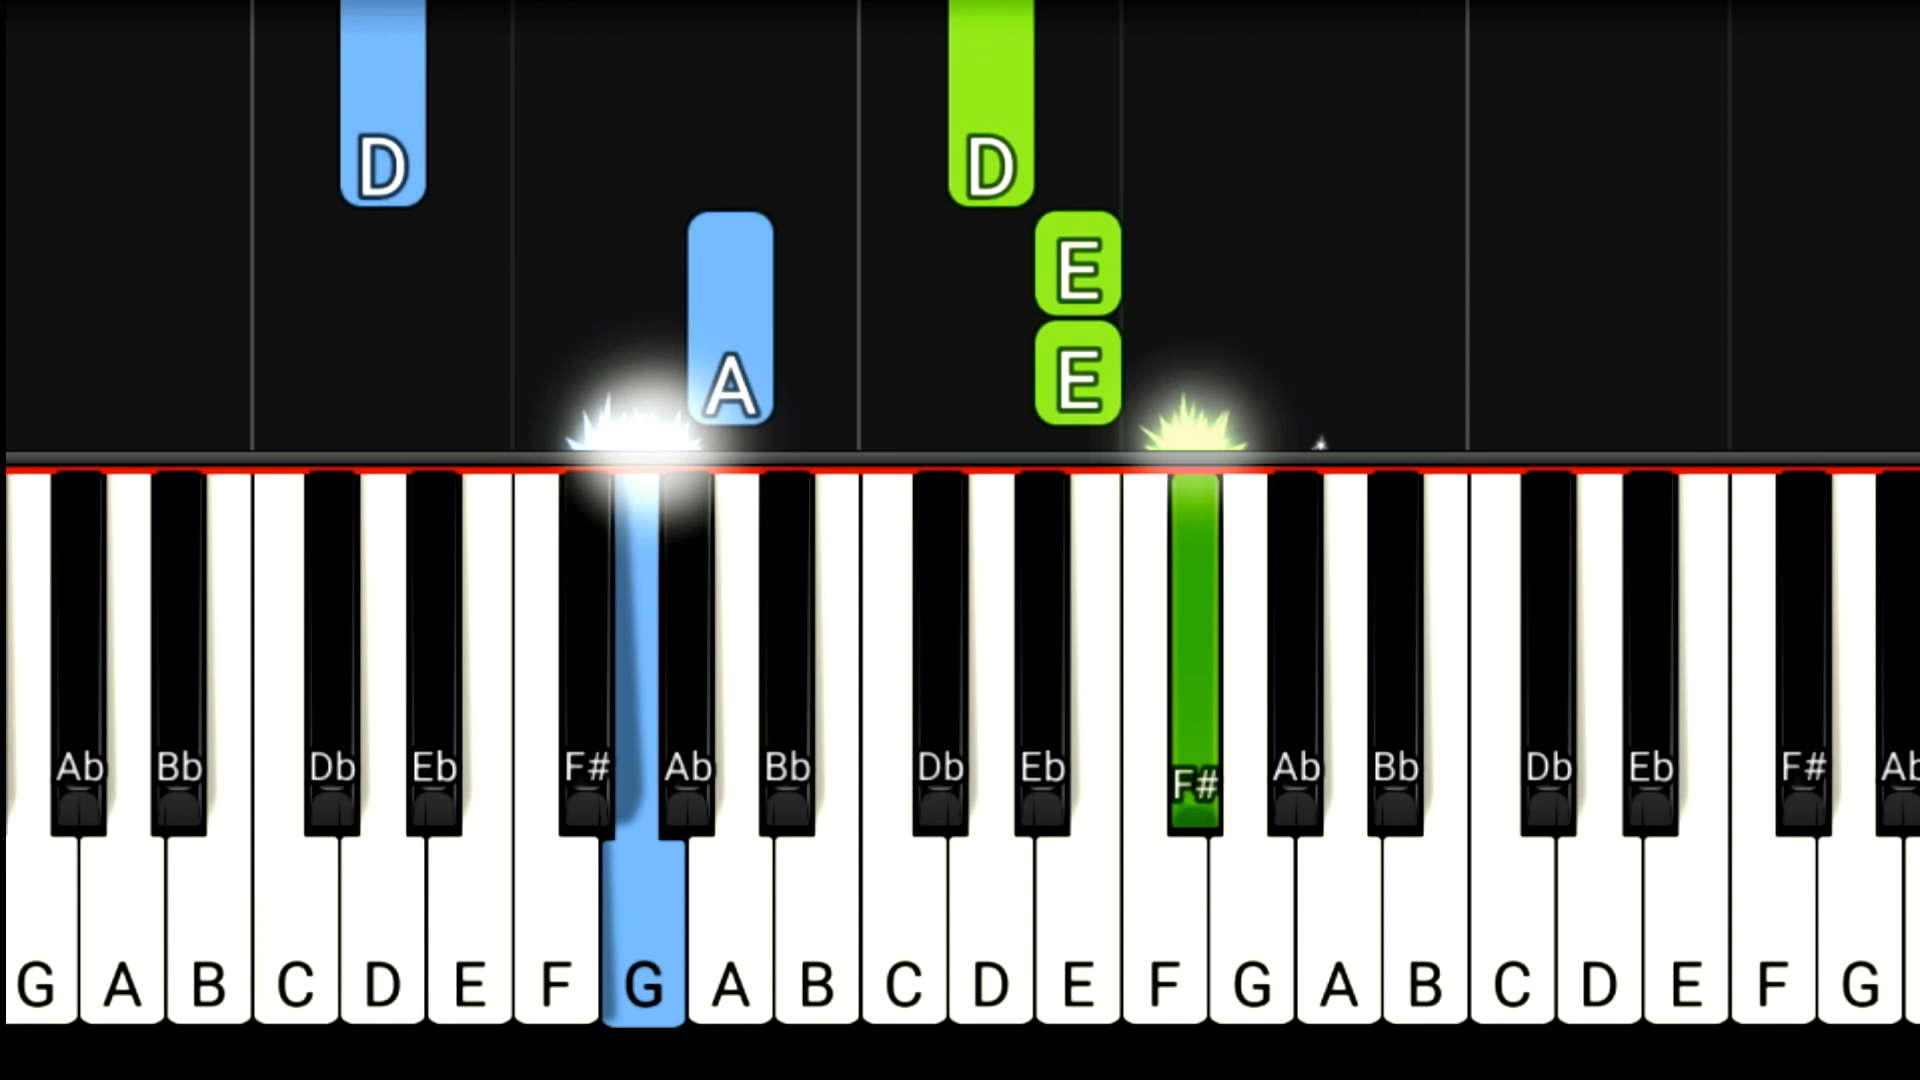 D D
E
A E
Ab Bb Db Eb F# Ab Bb Db Eb F# Ab Bb Db Eb F# Ab
G A B C D E F G A B C D E F G A B C D E F G